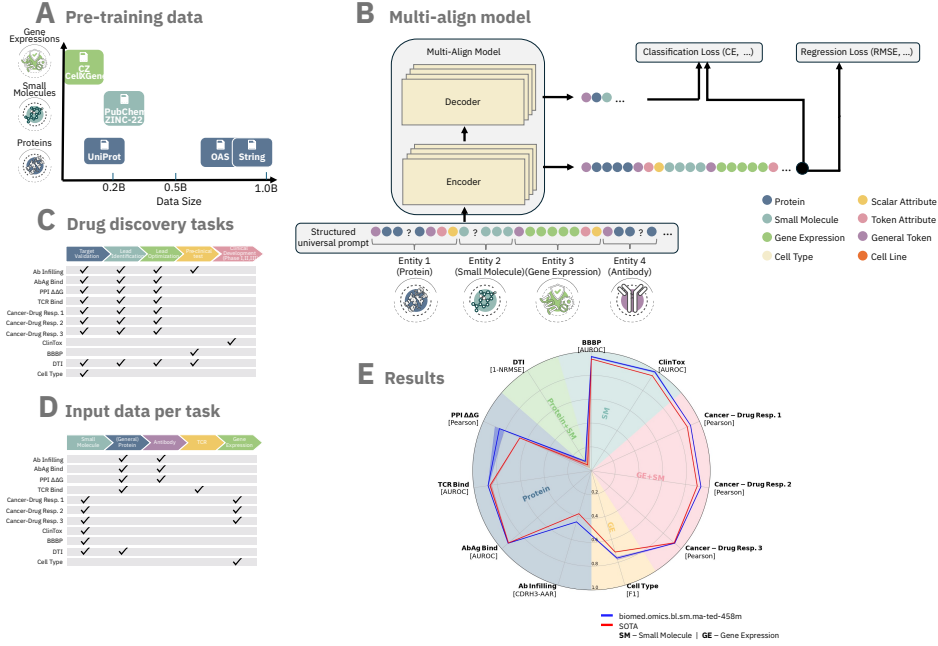 A Pre-training data
Gene
Expressions
Small
Molecules
Proteins
CZ
CellXGene
PubChem
ZINC-22
UniProt
OAS
String
0.2B
0.5B
1.0B
Data Size
B Multi-align model
Multi-Align Model
Decoder
Encoder
...
...
Classification Loss (CE, ...)
Regression Loss (RMSE, ...)
Structured
universal prompt
? ? ? ...
Entity 1
(Protein)
Entity 2
(Small Molecule)
Entity 3
(Gene Expression)
Entity 4
(Antibody)
Protein
Small Molecule
Gene Expression
Cell Type
Scalar Attribute
Token Attribute
General Token
Cell Line
C Drug discovery tasks
Target
Validation
Lead
Identification
Lead
Optimization
Preclinical
test
Ab Infilling
AbAg Bind
PPI ΔΔG
TCR Bind
Cancer-Drug Resp. 1
Cancer-Drug Resp. 2
Cancer-Drug Resp. 3
ClinTox
BBBP
DTI
Cell Type
D Input data per task
Small
Molecule
(General)
Protein
Antibody
TCR
Gene
Expression
Ab Infilling
AbAg Bind
PPI ΔΔG
TCR Bind
Cancer-Drug Resp. 1
Cancer-Drug Resp. 2
Cancer-Drug Resp. 3
ClinTox
BBBP
DTI
Cell Type
E Results
BBBP
[AUROC]
ClinTox
[AUROC]
Cancer – Drug Resp. 1
[Pearson]
Cancer – Drug Resp. 2
[Pearson]
Cancer – Drug Resp. 3
[Pearson]
Cell Type
[F1]
Ab Infilling
[CDRH3-AAR]
AbAg Bind
[AUROC]
TCR Bind
[AUROC]
PPI ΔΔG
[Pearson]
DTI
[1-NRMSE]
Protein+SM
SM
GE+SM
GE
Protein
0.2
0.4
0.8
1.0
biomed.omics.bl.sm.ma-ted-458m
SOTA
SM – Small Molecule | GE – Gene Expression